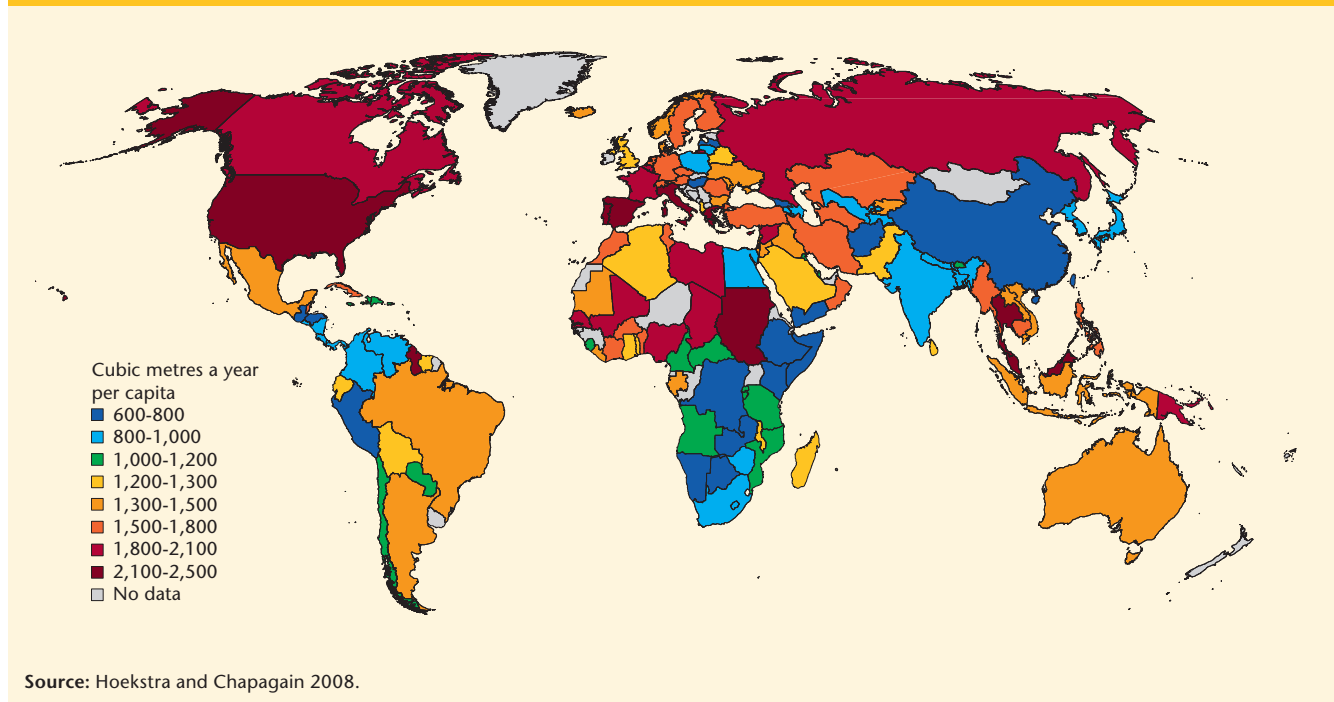 Cubic metres a year
per capita
600-800
800-1,000
1,000-1,200
1,200-1,300
1,300-1,500
1,500-1,800
1,800-2,100
2,100-2,500
No data
Source: Hoekstra and Chapagain 2008.